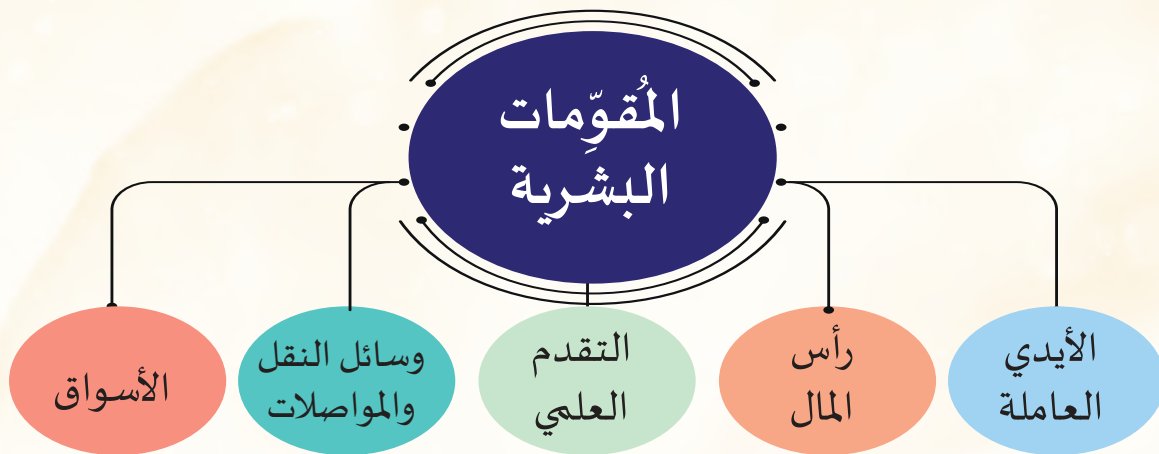 المُقوِّمات
البشرية
الأيدي
العاملة
رأس
المال
التقدم
العلمي
وسائل النقل
والمواصلات
الأسواق